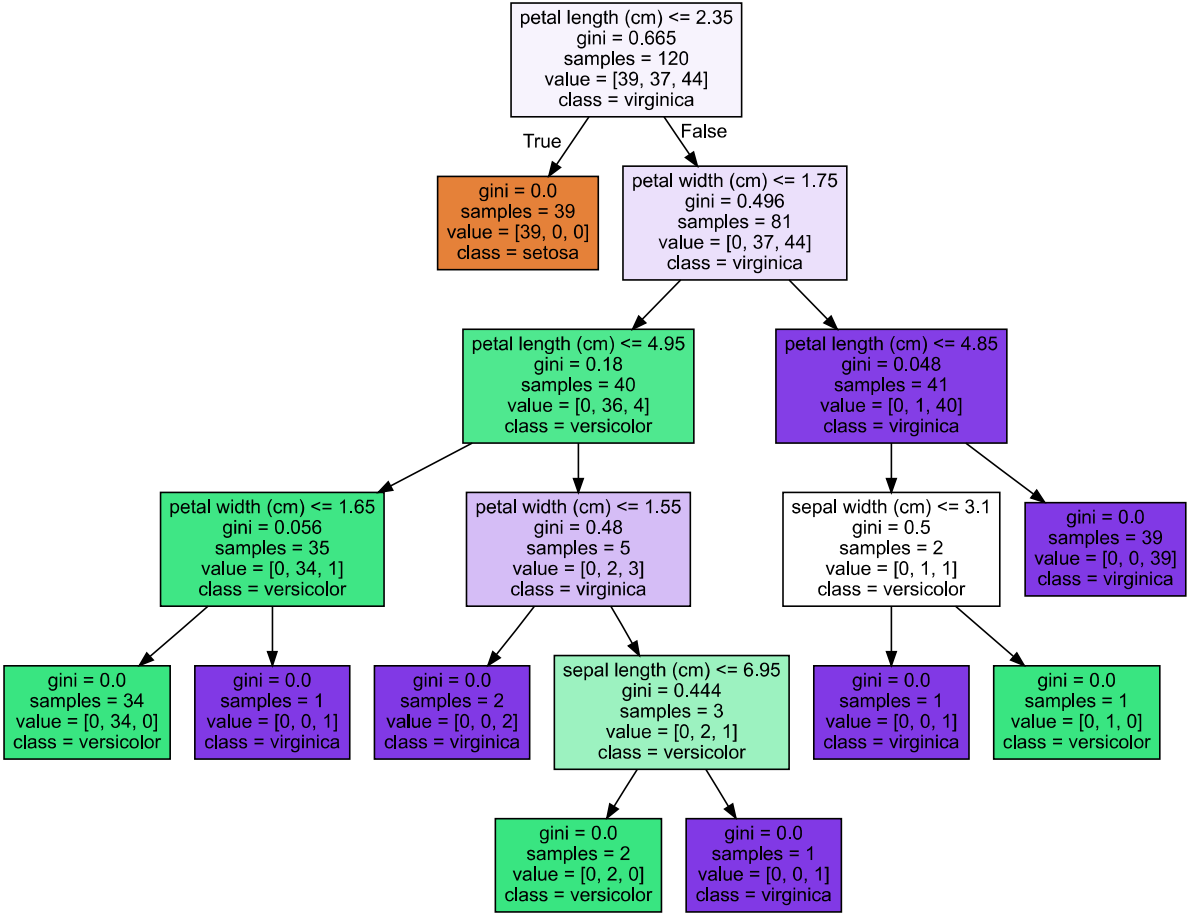 petal length (cm) <= 2.35
gini = 0.665
samples = 120
value = [39, 37, 44]
class = virginica
True
False
gini = 0.0
samples = 39
value = [39, 0, 0]
class = setosa
petal width (cm) <= 1.75
gini = 0.496
samples = 81
value = [0, 37, 44]
class = virginica
petal length (cm) <= 4.95
gini = 0.18
samples = 40
value = [0, 36, 4]
class = versicolor
petal length (cm) <= 4.85
gini = 0.048
samples = 41
value = [0, 1, 40]
class = virginica
petal width (cm) <= 1.65
gini = 0.056
samples = 35
value = [0, 34, 1]
class = versicolor
petal width (cm) <= 1.55
gini = 0.48
samples = 5
value = [0, 2, 3]
class = virginica
sepal width (cm) <= 3.1
gini = 0.5
samples = 2
value = [0, 1, 1]
class = versicolor
gini = 0.0
samples = 39
value = [0, 0, 39]
class = virginica
gini = 0.0
samples = 34
value = [0, 34, 0]
class = versicolor
gini = 0.0
samples = 1
value = [0, 0, 1]
class = virginica
gini = 0.0
samples = 2
value = [0, 0, 2]
class = virginica
sepal length (cm) <= 6.95
gini = 0.444
samples = 3
value = [0, 2, 1]
class = versicolor
gini = 0.0
samples = 1
value = [0, 0, 1]
class = virginica
gini = 0.0
samples = 1
value = [0, 1, 0]
class = versicolor
gini = 0.0
samples = 2
value = [0, 2, 0]
class = versicolor
gini = 0.0
samples = 1
value = [0, 0, 1]
class = virginica